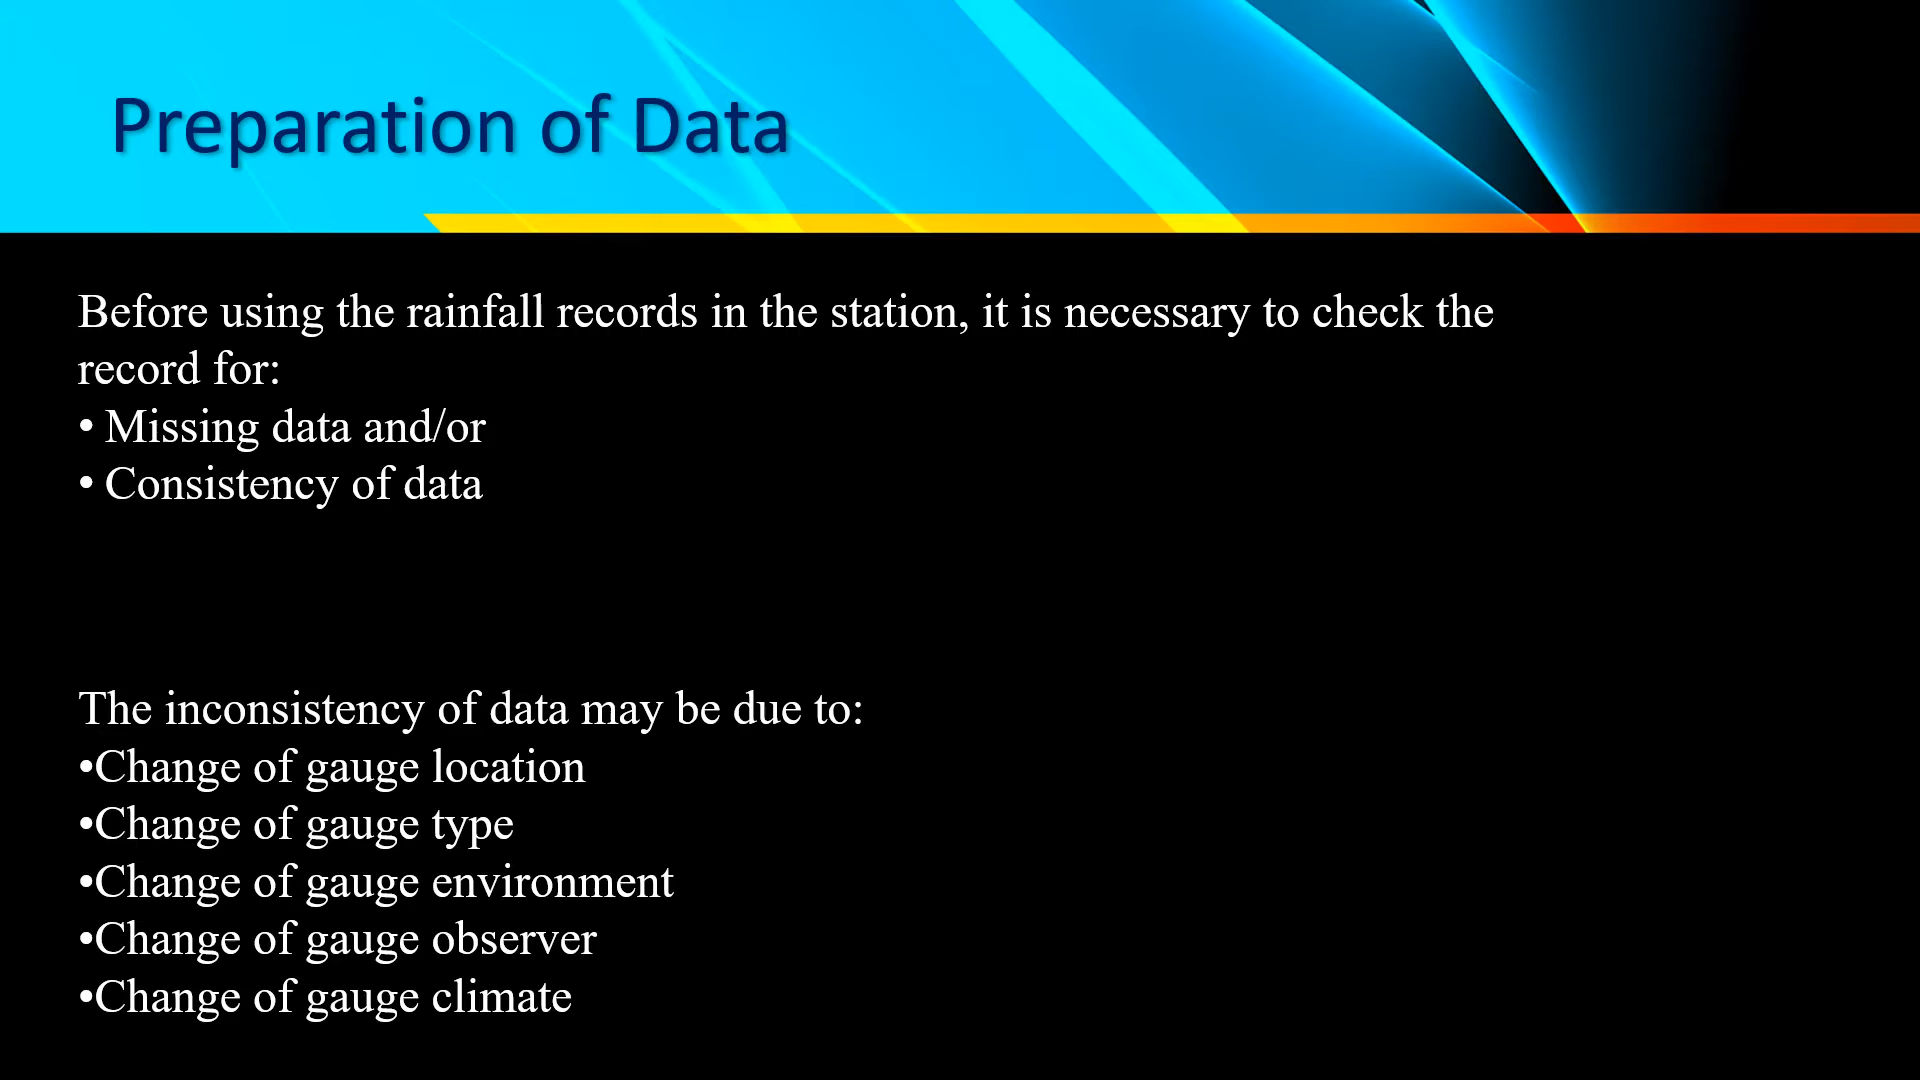 Preparation of Data
Before using the rainfall records in the station, it is necessary to check the
record for:
• Missing data and/or
• Consistency of data
The inconsistency of data may be due to:
•Change of gauge location
•Change of gauge type
•Change of gauge environment
•Change of gauge observer
•Change of gauge climate